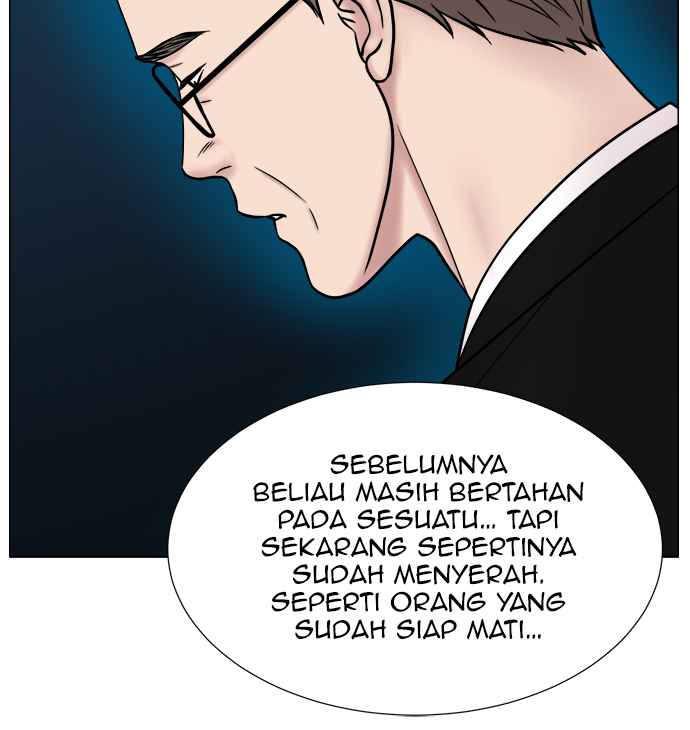 SEBELUMNYA
BELIAU MASIH BERTAHAN
PADA SESUATU... TAPI
SEKARANG SEPERTINYA
SUDAH MENYERAH.
SEPERTI ORANG YANG
SUDAH SIAP MATI...